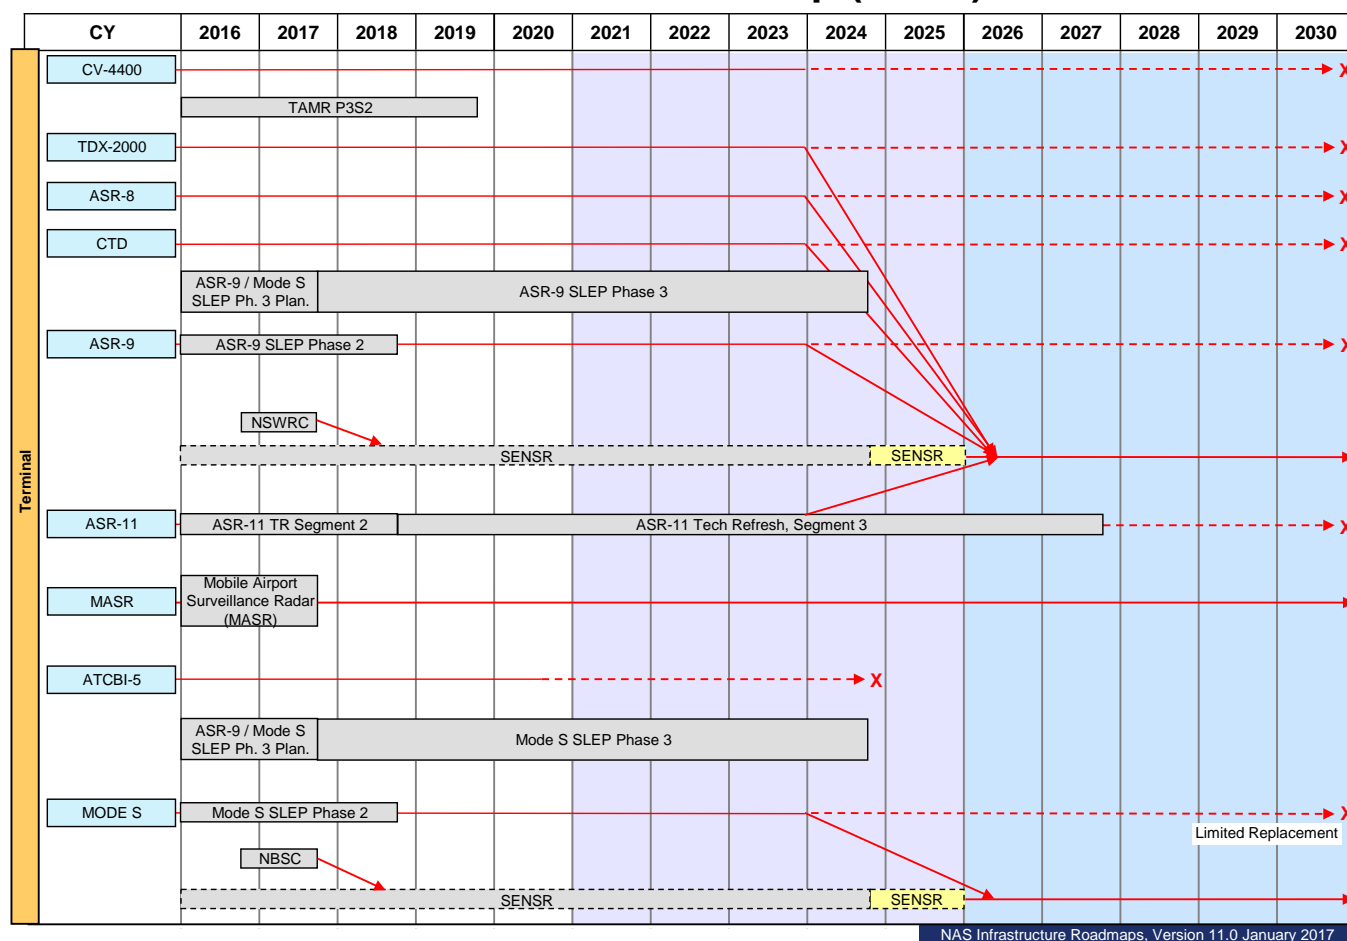 CY 2016 2017 2018 2019 2020 2021 2022 2023 2024 2025 2026 2027 2028 2029 2030
Terminal
CV-4400
X
TAMR P3S2
TDX-2000
X
ASR-8
X
CTD
X
ASR-9 / Mode S
SLEP Ph. 3 Plan.
ASR-9 SLEP Phase 3
ASR-9
ASR-9 SLEP Phase 2
X
NSWRC
SENSR
SENSR
ASR-11
ASR-11 TR Segment 2
ASR-11 Tech Refresh, Segment 3
X
MASR
Mobile Airport
Surveillance Radar
(MASR)
ATCBI-5
X
ASR-9 / Mode S
SLEP Ph. 3 Plan.
Mode S SLEP Phase 3
MODE S
Mode S SLEP Phase 2
X
Limited Replacement
NBSC
SENSR
SENSR
NAS Infrastructure Roadmaps, Version 11.0 January 2017